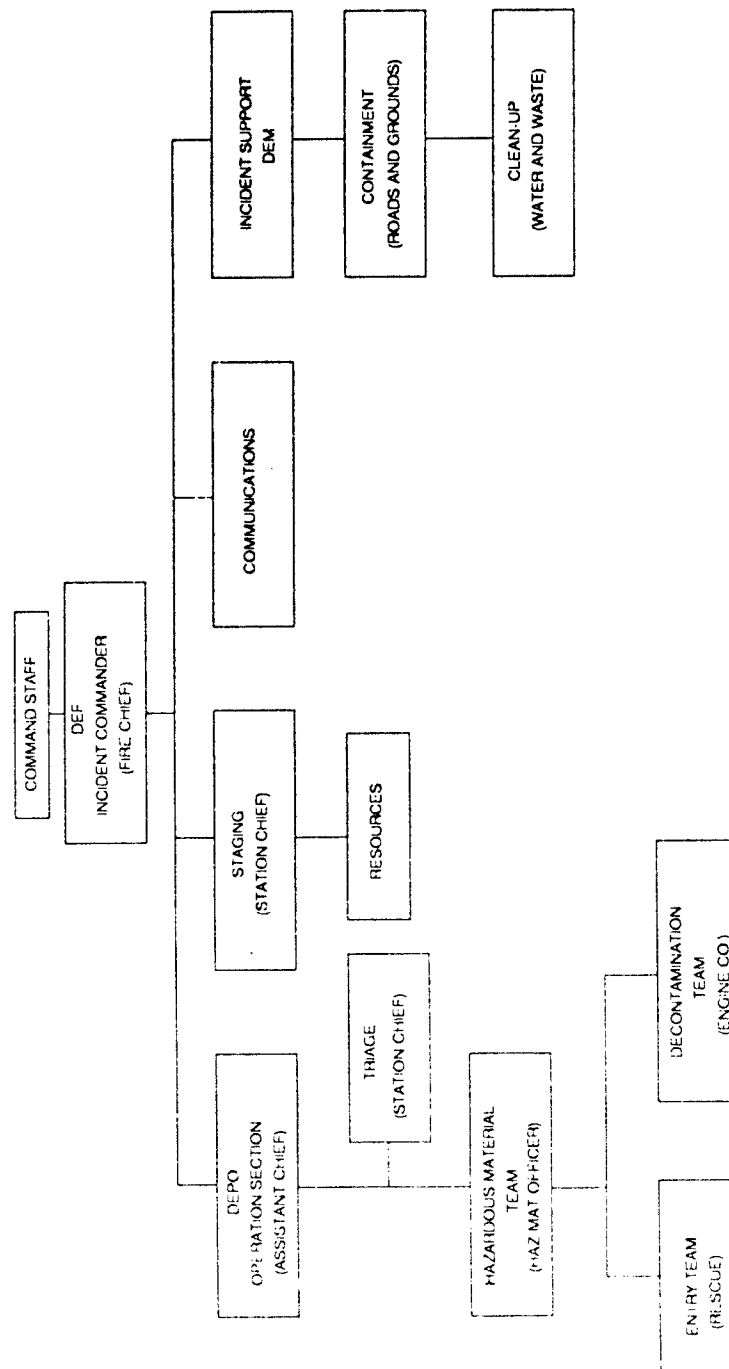 COMMAND STAFF
DEF
INCIDENT COMMANDER
(FIRE CHIEF)
DEPO
OPERATION SECTION
(ASSISTANT CHIEF)
STAGING
(STATION CHIEF)
COMMUNICATIONS
INCIDENT SUPPORT
DEM
TRIAGE
(STATION CHIEF)
RESOURCES
CONTAINMENT
(ROADS AND GROUNDS)
HAZARDOUS MATERIAL
TEAM
(HAZ MAT OFFICER)
CLEAN-UP
(WATER AND WASTE)
ENTRY TEAM
(RESCUE)
DECONTAMINATION
TEAM
(ENGINE CO.)